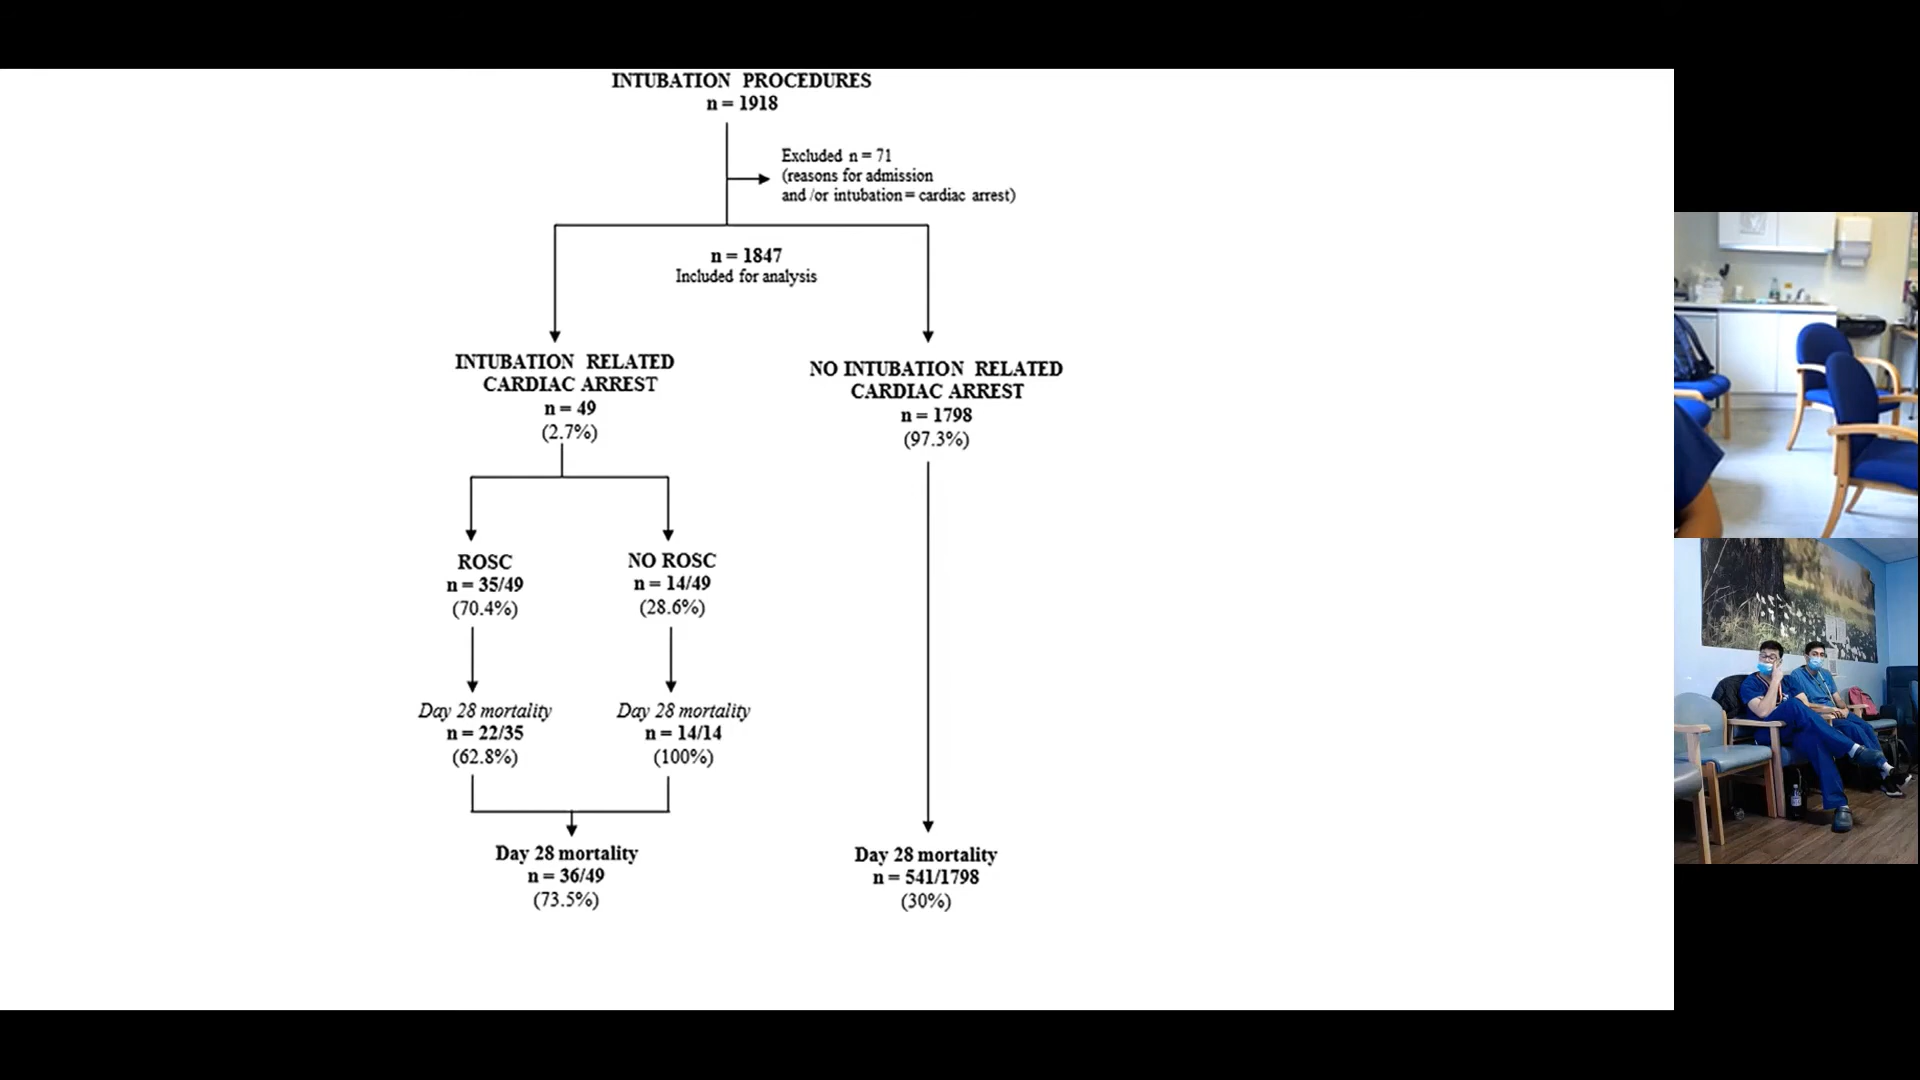 INTUBATION PROCEDURES
n = 1918
Excluded n = 71
(reasons for admission
and /or intubation = cardiac arrest)
n = 1847
Included for analysis
INTUBATION RELATED
CARDIAC ARREST
n = 49
(2.7%)
NO INTUBATION RELATED
CARDIAC ARREST
n = 1798
(97.3%)
ROSC
n = 35/49
(70.4%)
NO ROSC
n = 14/49
(28.6%)
Day 28 mortality
n = 22/35
(62.8%)
Day 28 mortality
n = 14/14
(100%)
Day 28 mortality
n = 36/49
(73.5%)
Day 28 mortality
n = 541/1798
(30%)